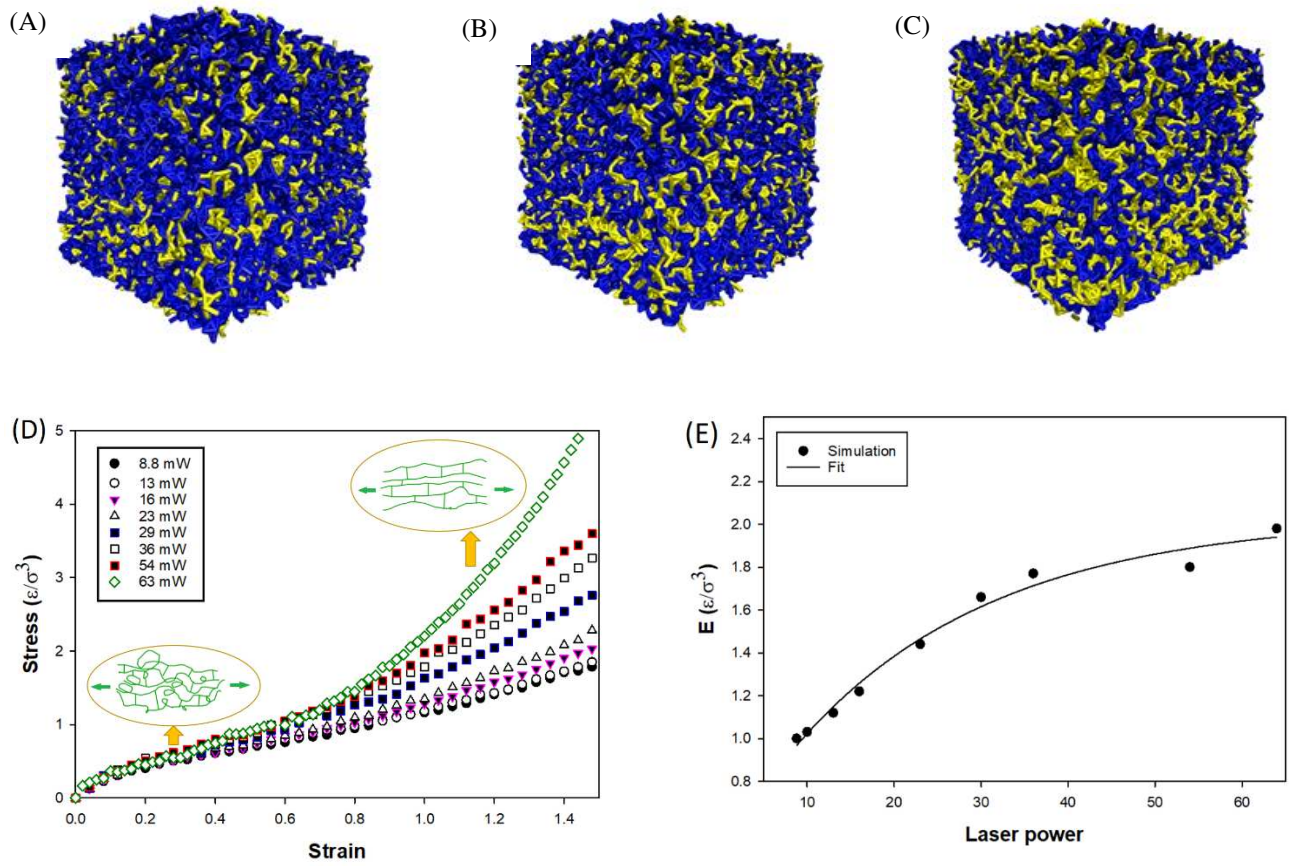 (A)
(B)
(C)
(D)
8.8 mW
13 mW
16 mW
23 mW
29 mW
36 mW
54 mW
63 mW
Stress (ε/σ³)
5
4
3
2
1
0
0.0 0.2 0.4 0.6 0.8 1.0 1.2 1.4
Strain
(E)
Simulation
Fit
E (ε/σ³)
2.4
2.2
2.0
1.8
1.6
1.4
1.2
1.0
0.8
10 20 30 40 50 60
Laser power